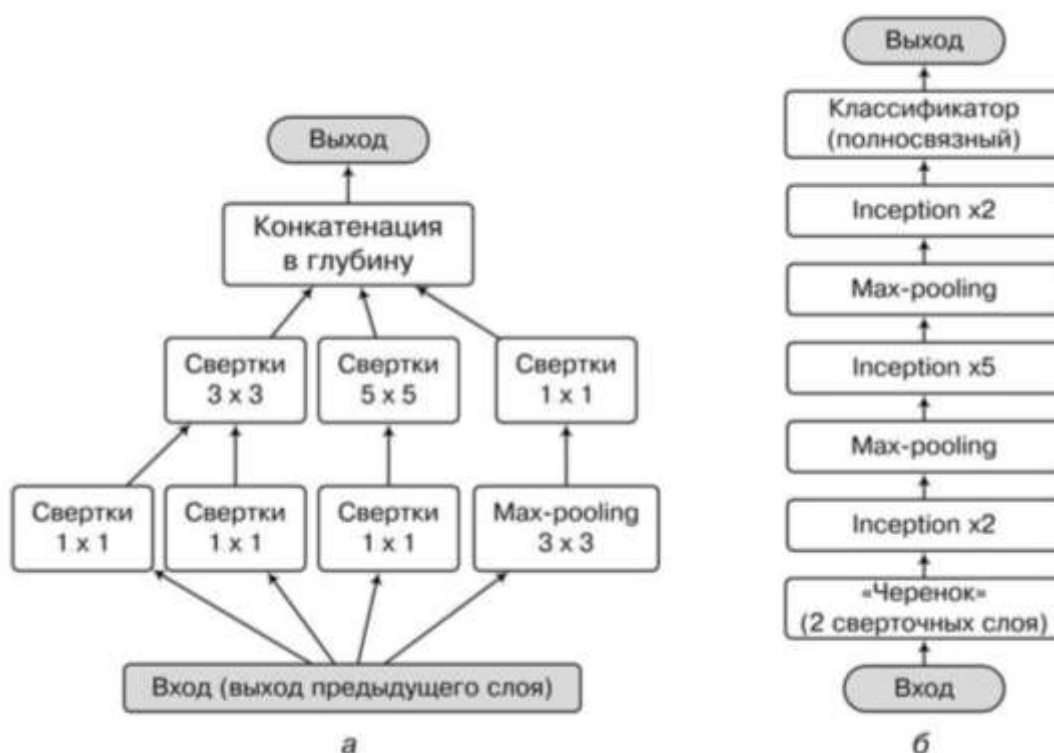 Выход
Конкатенация
в глубину
Свертки
3 x 3
Свертки
5 x 5
Свертки
1 x 1
Свертки
1 x 1
Свертки
1 x 1
Свертки
1 x 1
Max-pooling
3 x 3
Вход (выход предыдущего слоя)
а
Выход
Классификатор
(полносвязный)
Inception x2
Max-pooling
Inception x5
Max-pooling
Inception x2
«Черенок»
(2 сверточных слоя)
Вход
б